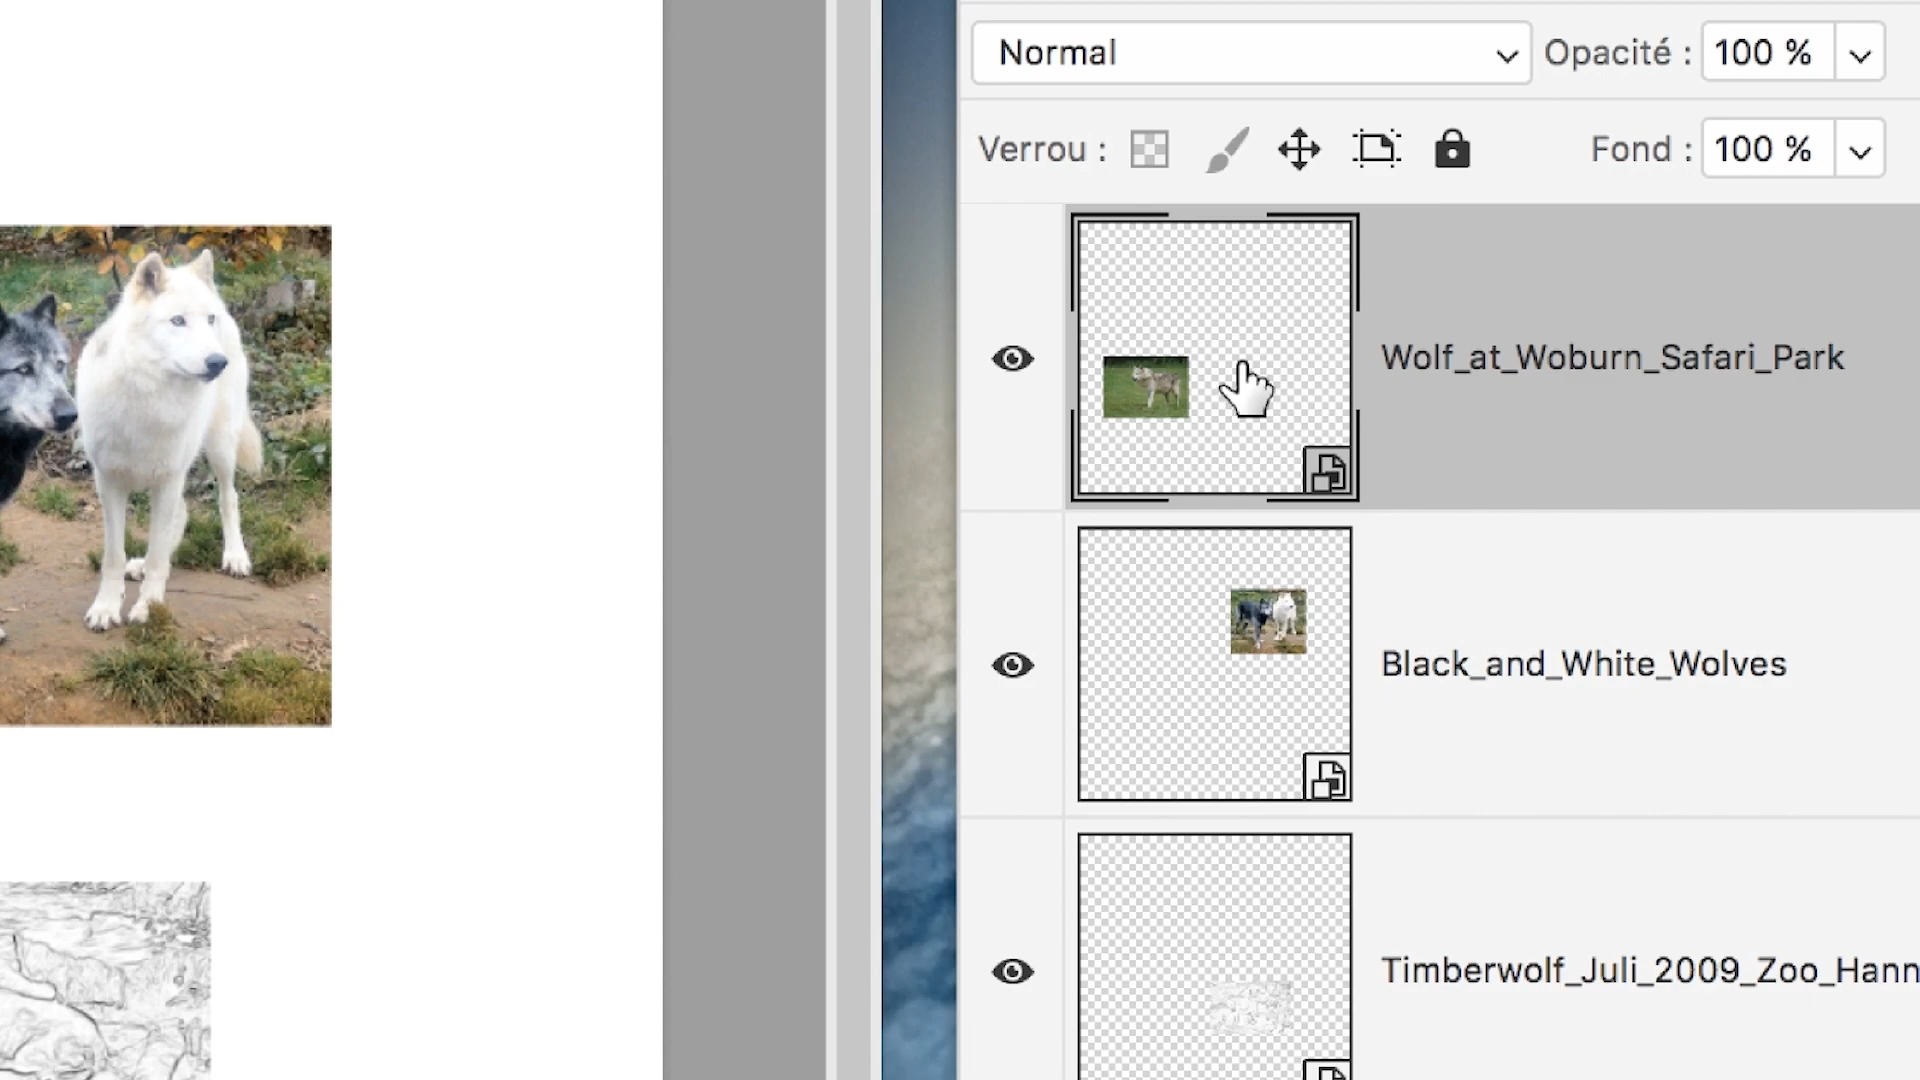 Normal
Opacité : 100 %
Verrou :
Fond : 100 %
Wolf_at_Woburn_Safari_Park
Black_and_White_Wolves
Timberwolf_Juli_2009_Zoo_Hann